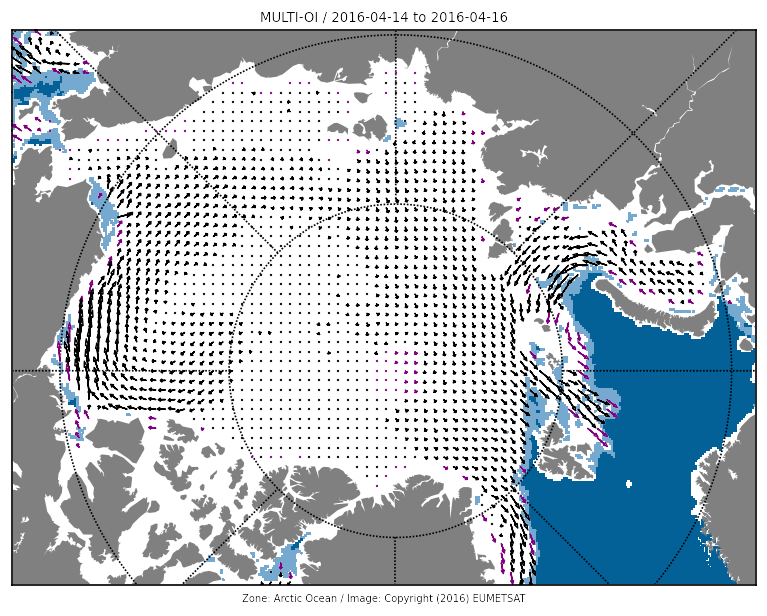 MULTI-OI / 2016-04-14 to 2016-04-16
Zone: Arctic Ocean / Image: Copyright (2016) EUMETSAT